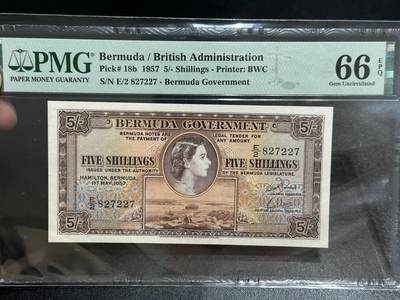 PMG
PAPER MONEY GUARANTY
Bermuda / British Administration
Pick# 18b 1957 5/- Shillings - Printer: BWC
S/N E/2 827227 - Bermuda Government
66 EPQ
Gem Uncirculated
5/- BERMUDA GOVERNMENT 5/-
BERMUDA NOTES ARE LEGAL TENDER FOR
THE PAYMENT OF ANY AMOUNT.
E/2 827227
FIVE SHILLINGS FIVE SHILLINGS
ISSUED UNDER THE AUTHORITY OF THE BERMUDA LEGISLATURE
HAMILTON, BERMUDA.
1ST MAY, 1957.
E/2 827227
5/- 5/-